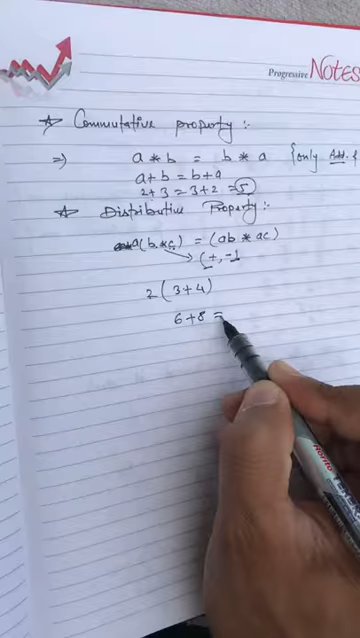 Progressive Notes
☆ Commutative property :-
=> a * b = b * a {only Add. &
a + b = b + a
2 + 3 = 3 + 2 = 5
☆ Distributive Property :-
a(b * c) = (ab * ac)
(+, -)
2(3+4)
6+8 =